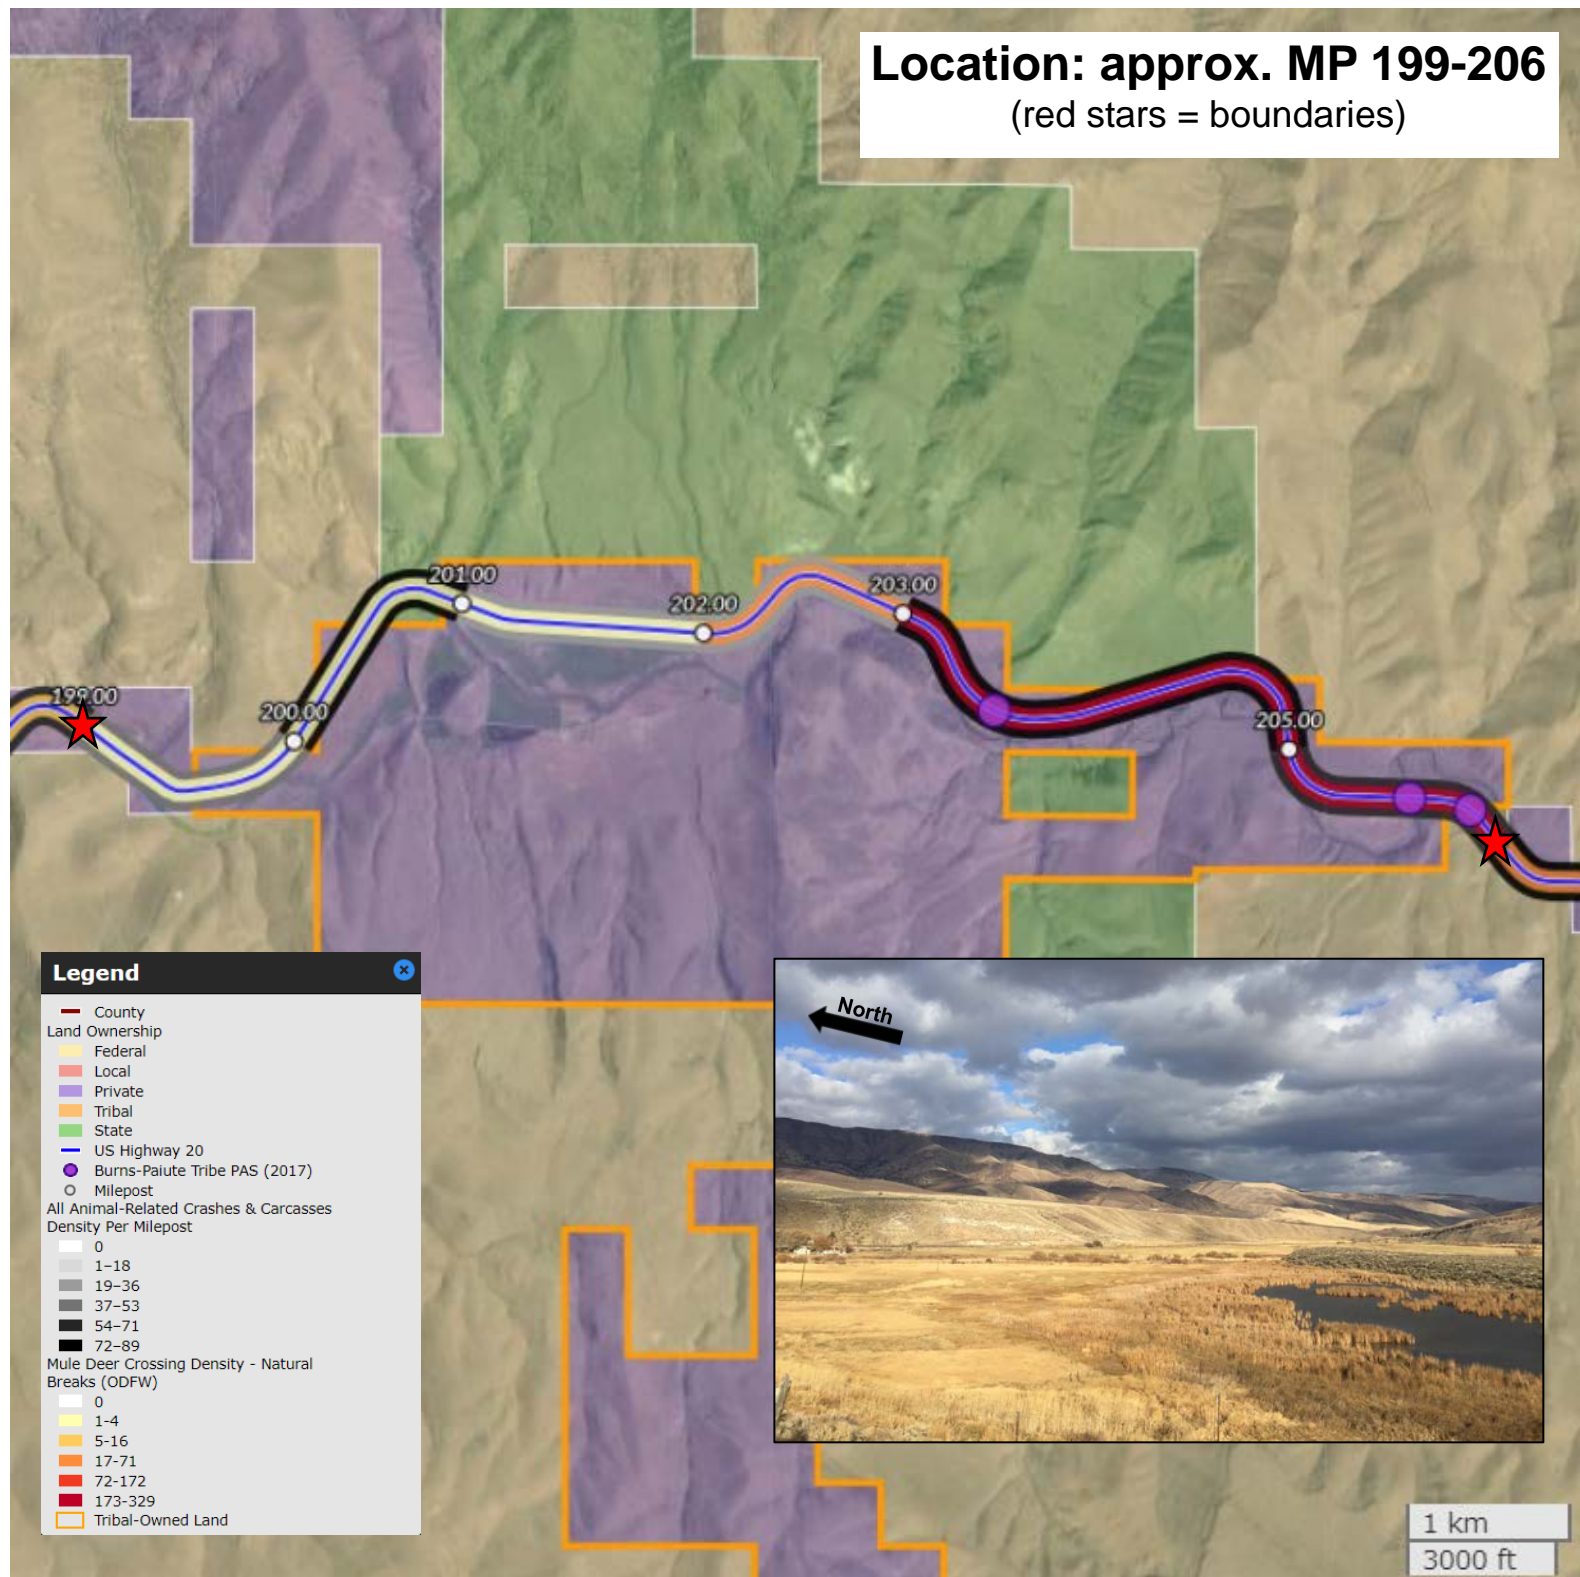 Location: approx. MP 199-206
(red stars = boundaries)
201.00
203.00
202.00
199.00
200.00
205.00
Legend
County
Land Ownership
Federal
Local
Private
Tribal
State
US Highway 20
Burns-Paiute Tribe PAS (2017)
Milepost
All Animal-Related Crashes & Carcasses
Density Per Milepost
0
1–18
19–36
37–53
54–71
72–89
Mule Deer Crossing Density - Natural
Breaks (ODFW)
0
1-4
5-16
17-71
72-172
173-329
Tribal-Owned Land
North
1 km
3000 ft